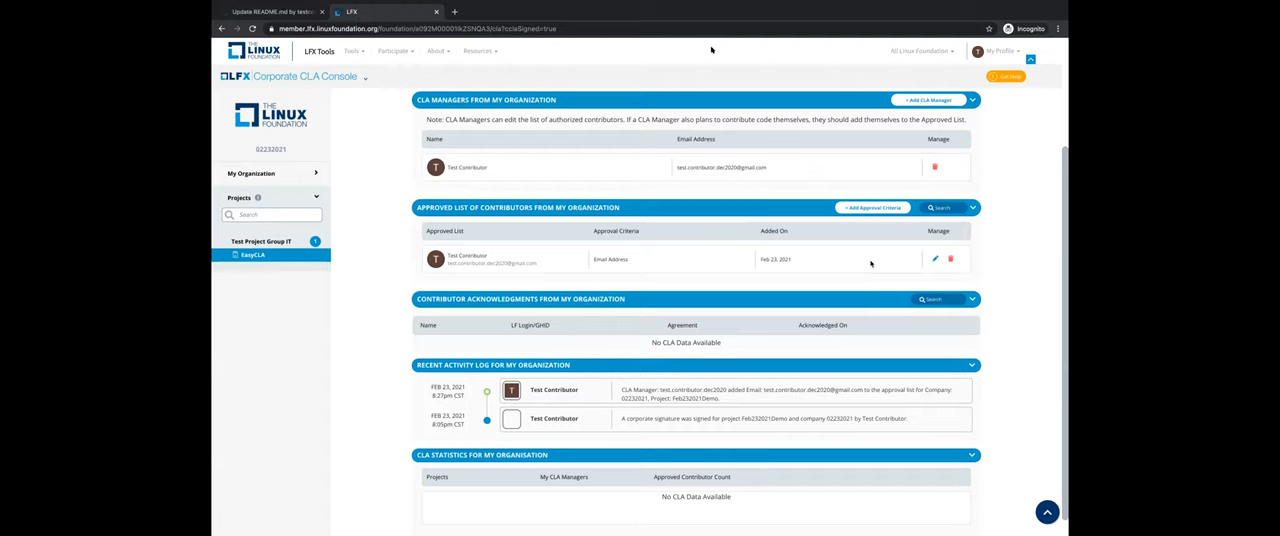 Update README.md by testco
LFX
member.lfx.linuxfoundation.org/foundation/a092M00001IkZSNQA3/cla?cclaSigned=true
Incognito
THE LINUX FOUNDATION
LFX Tools
Tools
Participate
About
Resources
All Linux Foundation
T
My Profile
LFX Corporate CLA Console
Get Help
THE LINUX FOUNDATION
02232021
My Organization
Projects
Search
Test Project Group IT
1
EasyCLA
CLA MANAGERS FROM MY ORGANIZATION
+ Add CLA Manager
Note: CLA Managers can edit the list of authorized contributors. If a CLA Manager also plans to contribute code themselves, they should add themselves to the Approved List.
Name Email Address Manage
T Test Contributor test.contributor.dec2020@gmail.com
APPROVED LIST OF CONTRIBUTORS FROM MY ORGANIZATION
+ Add Approval Criteria
Search
Approved List Approval Criteria Added On Manage
T Test Contributor
test.contributor.dec2020@gmail.com
Email Address
Feb 23, 2021
CONTRIBUTOR ACKNOWLEDGMENTS FROM MY ORGANIZATION
Search
Name LF Login/GHID Agreement Acknowledged On
No CLA Data Available
RECENT ACTIVITY LOG FOR MY ORGANIZATION
FEB 23, 2021
8:27pm CST
T
Test Contributor
CLA Manager: test.contributor.dec2020 added Email: test.contributor.dec2020@gmail.com to the approval list for Company:
02232021, Project: Feb232021Demo.
FEB 23, 2021
8:05pm CST
Test Contributor
A corporate signature was signed for project Feb232021Demo and company 02232021 by Test Contributor.
CLA STATISTICS FOR MY ORGANISATION
Projects My CLA Managers Approved Contributor Count
No CLA Data Available